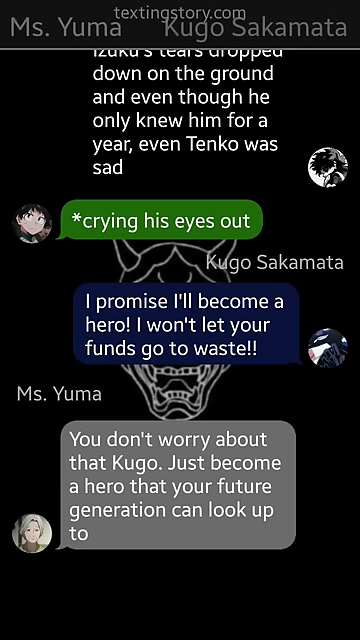 textingstory.com
Ms. Yuma Kugo Sakamata
Izuku's tears dropped
down on the ground
and even though he
only knew him for a
year, even Tenko was
sad
*crying his eyes out
Kugo Sakamata
I promise I'll become a
hero! I won't let your
funds go to waste!!
Ms. Yuma
You don't worry about
that Kugo. Just become
a hero that your future
generation can look up
to